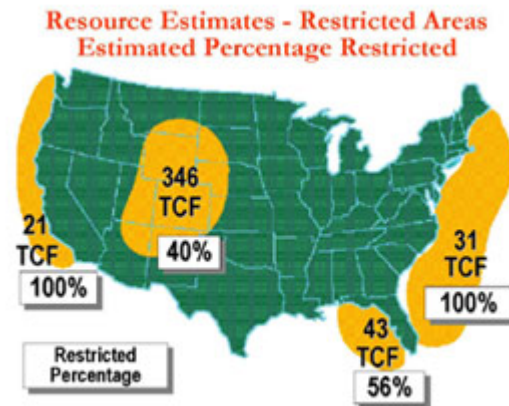 Resource Estimates - Restricted Areas
Estimated Percentage Restricted
346
TCF
40%
21
TCF
100%
31
TCF
100%
43
TCF
56%
Restricted
Percentage